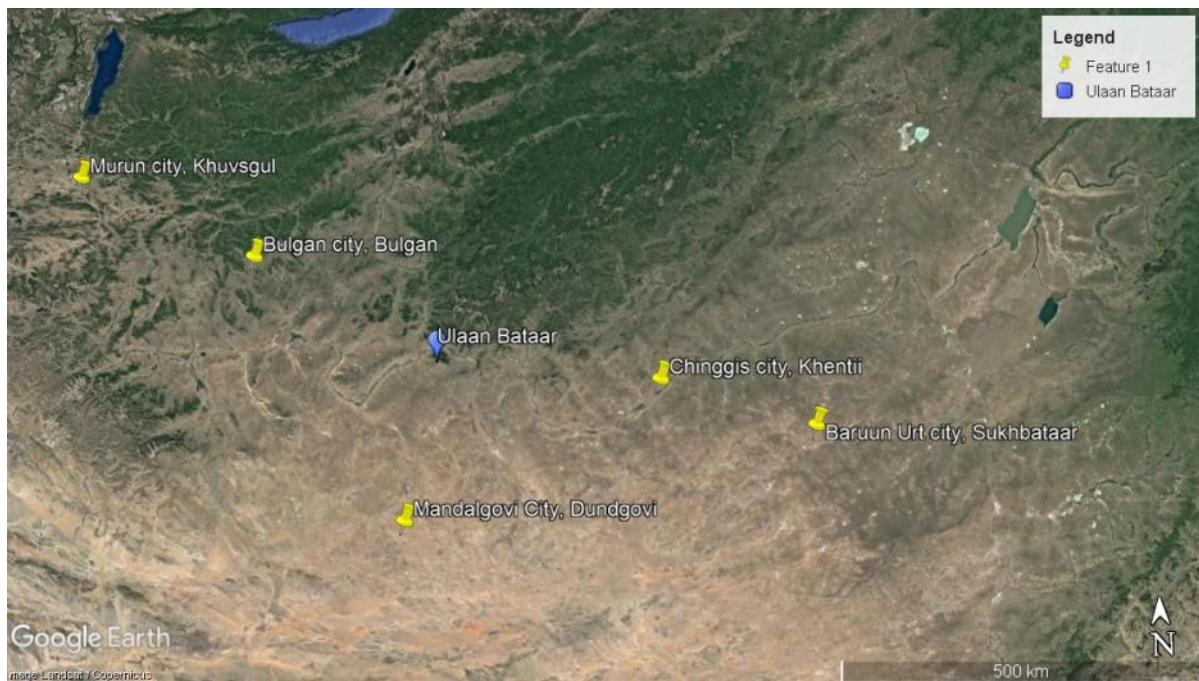 Legend
Feature 1
Ulaan Bataar
Murun city, Khuvsgul
Bulgan city, Bulgan
Ulaan Bataar
Chinggis city, Khentii
Baruun Urt city, Sukhbataar
Mandalgovi City, Dundgovi
Google Earth
N
Image Landsat / Copernicus
500 km